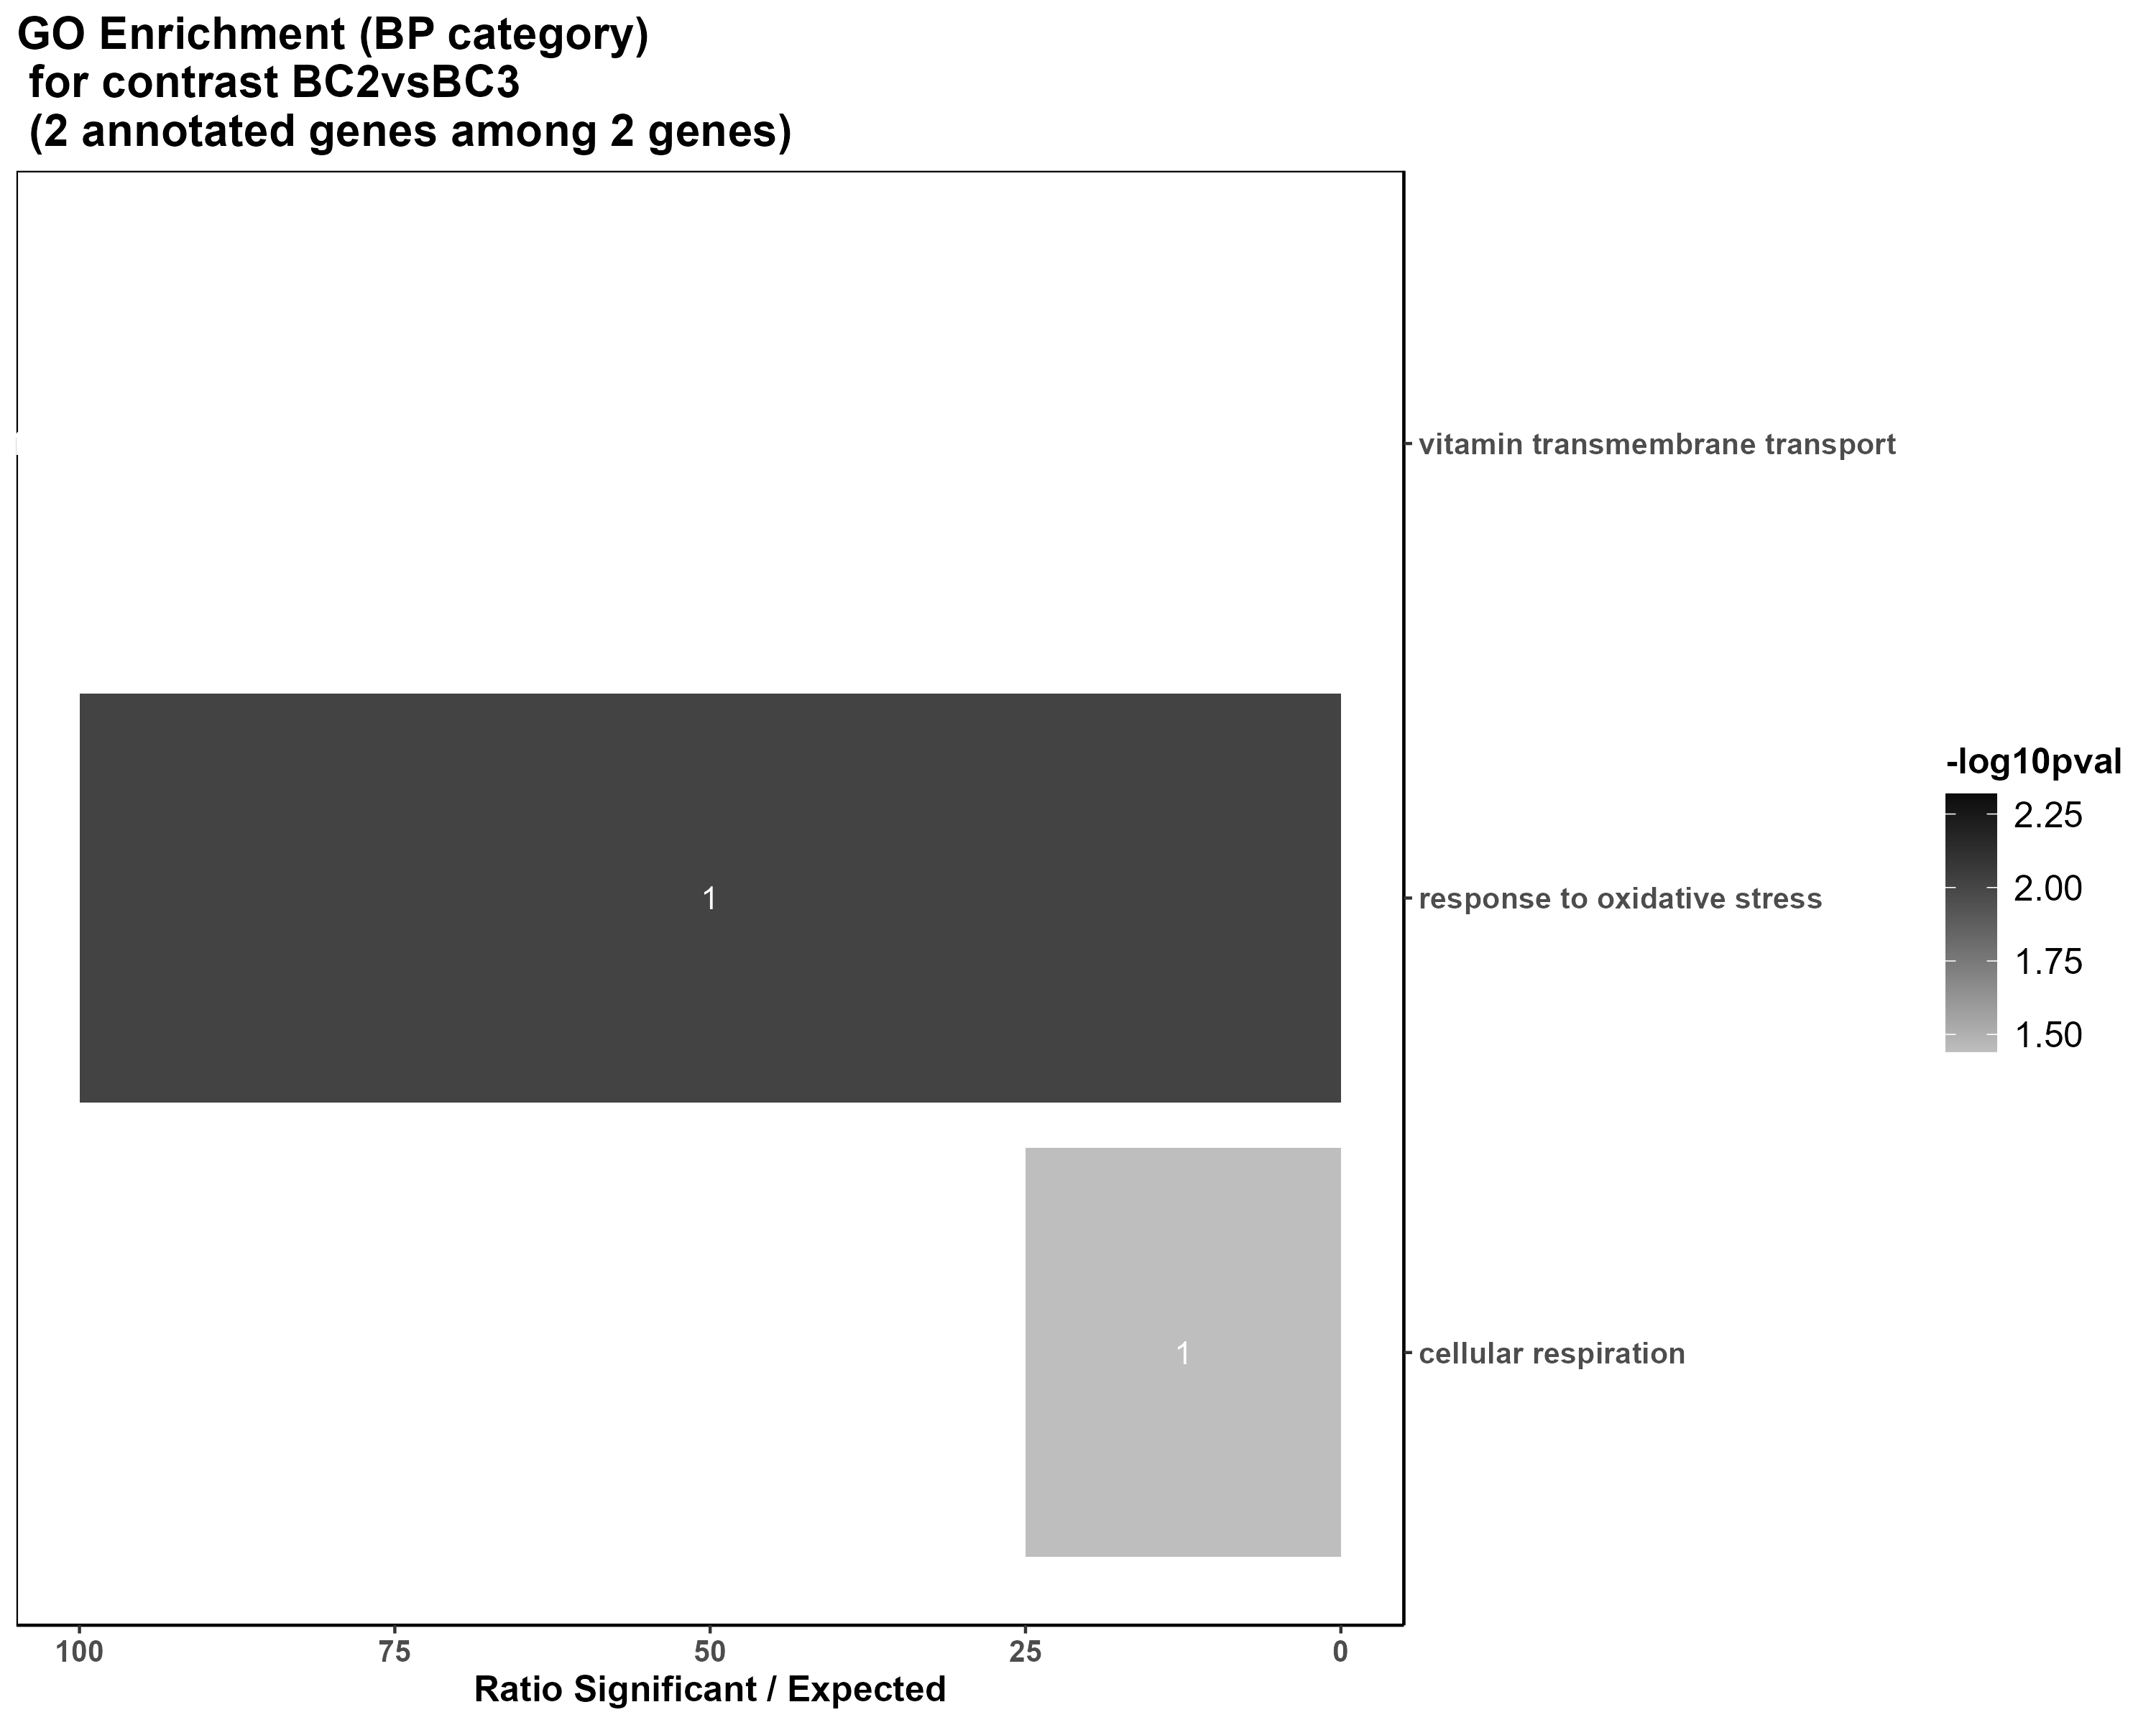 GO Enrichment (BP category)
for contrast BC2vsBC3
(2 annotated genes among 2 genes)
vitamin transmembrane transport
1
response to oxidative stress
1
cellular respiration
-log10pval
2.25
2.00
1.75
1.50
100 75 50 25 0
Ratio Significant / Expected